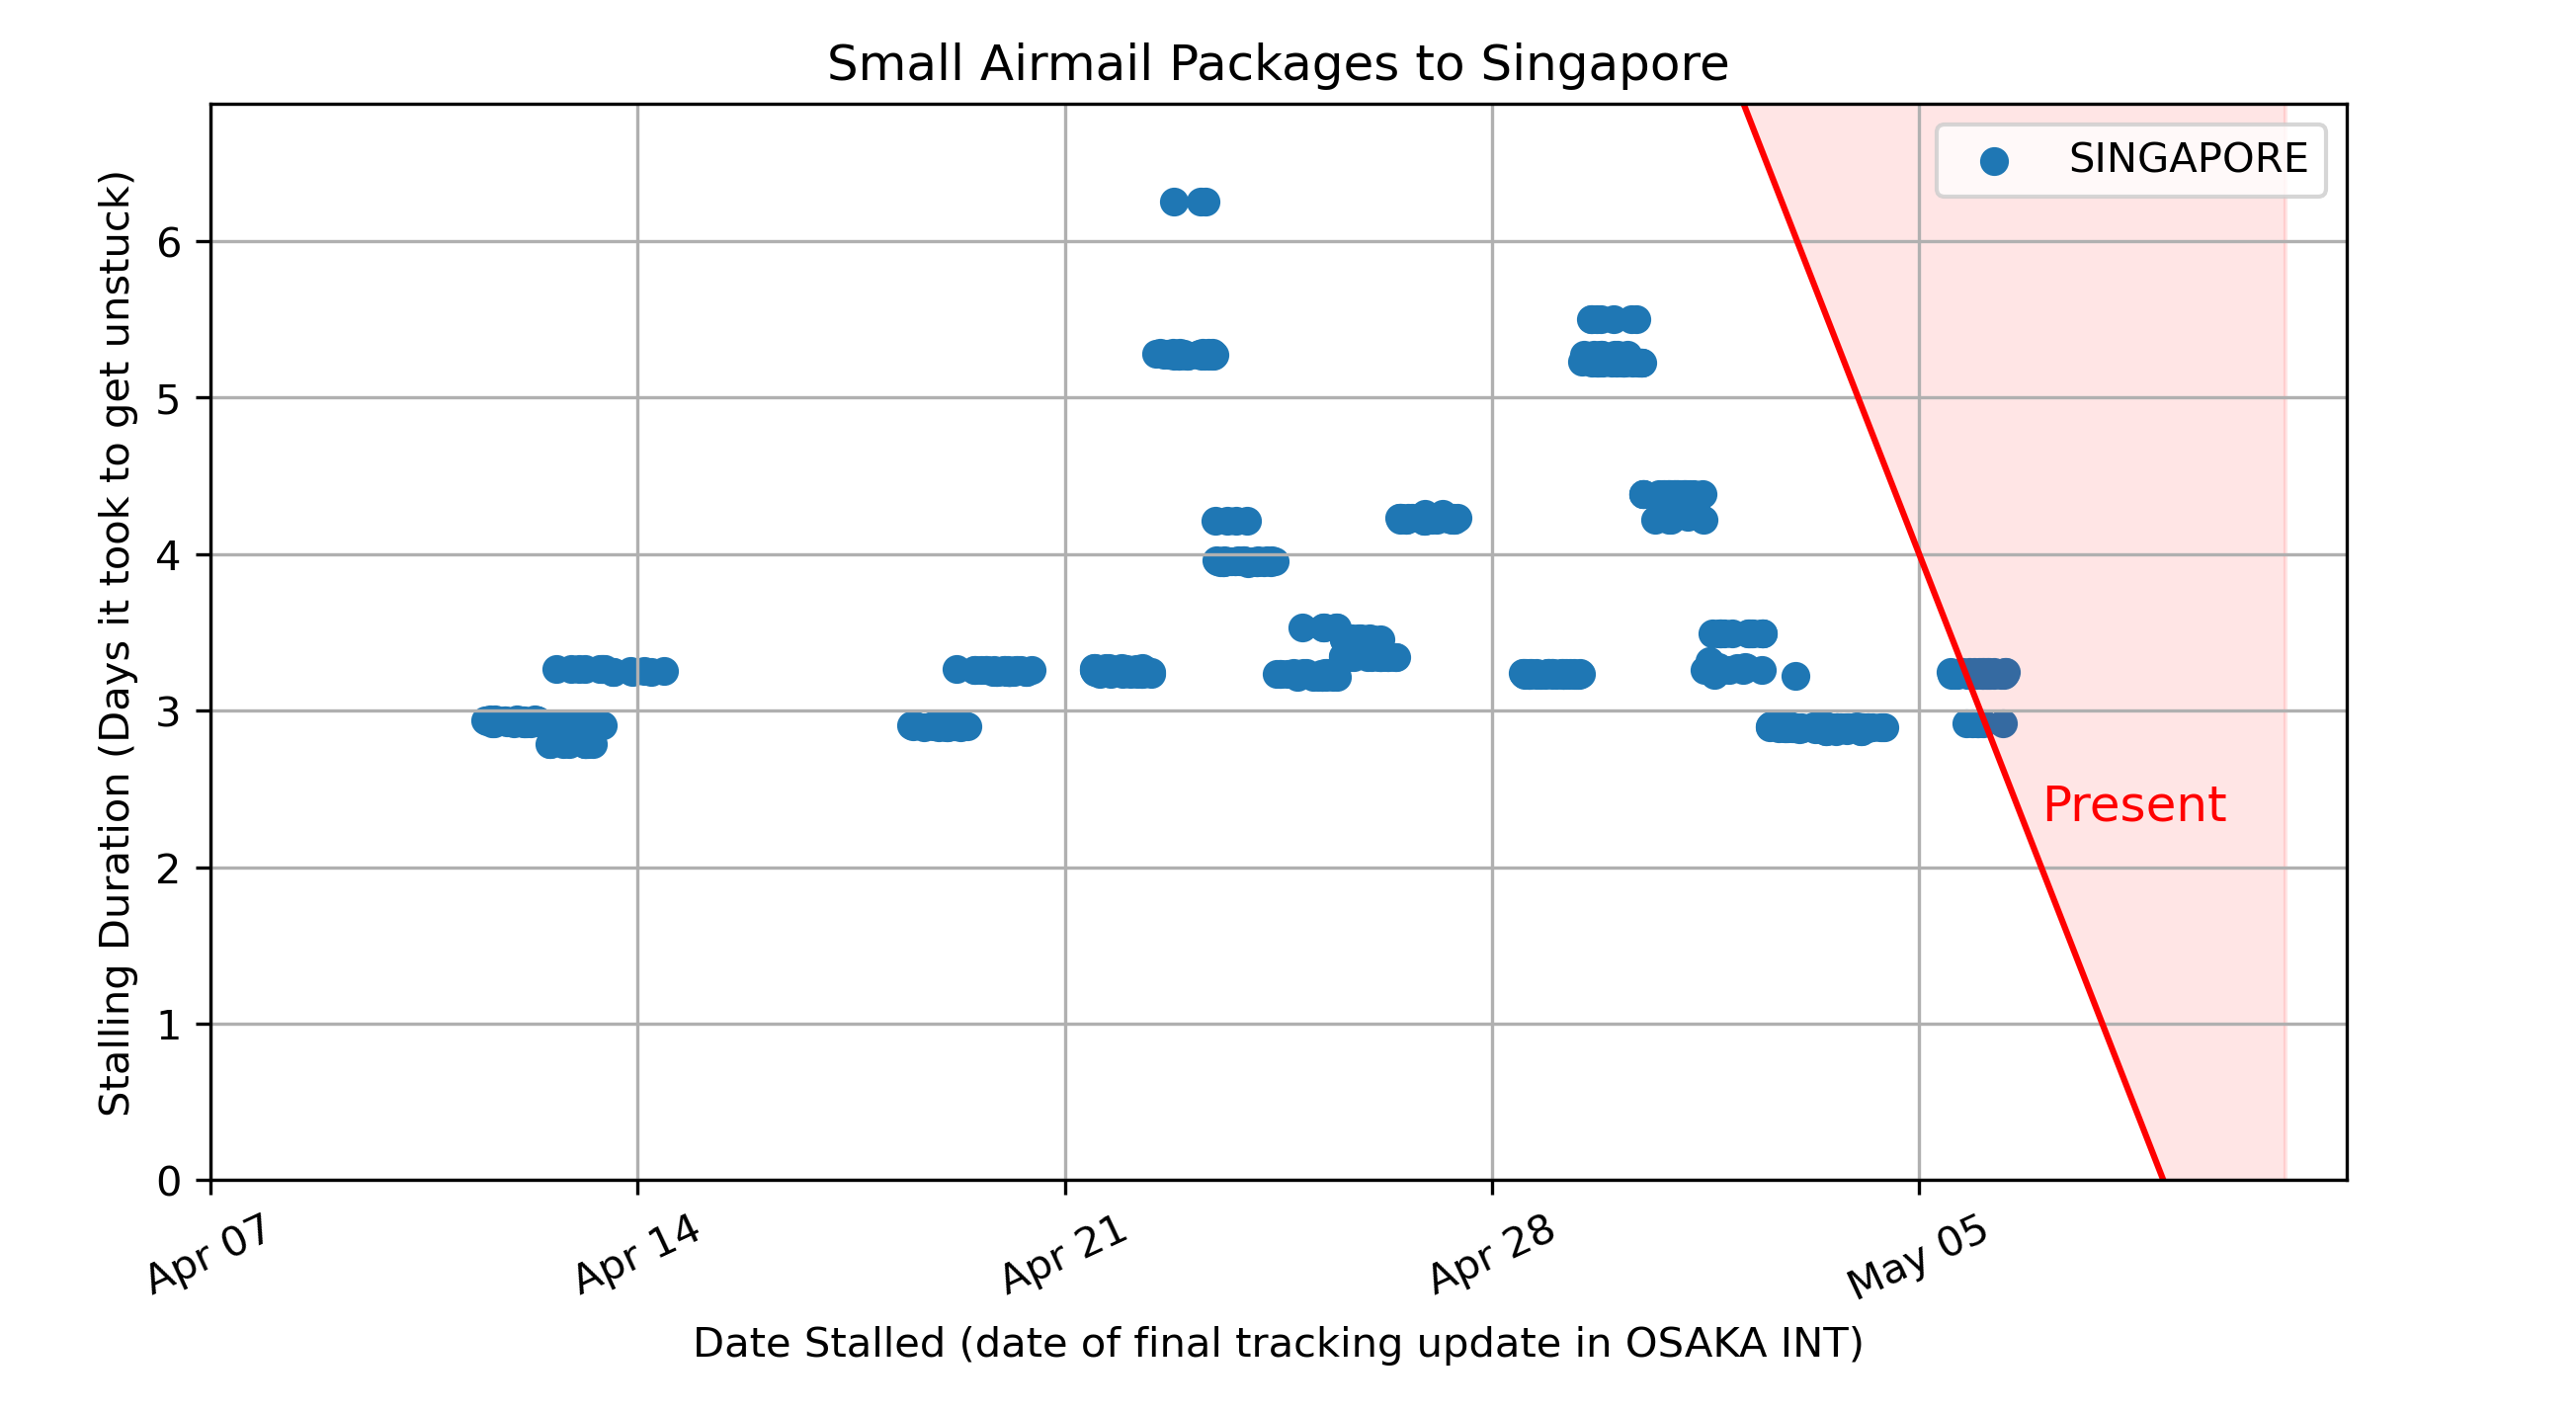 Small Airmail Packages to Singapore
SINGAPORE
Stalling Duration (Days it took to get unstuck)
6
5
4
3
2
1
0
Present
Apr 07
Apr 14
Apr 21
Apr 28
May 05
Date Stalled (date of final tracking update in OSAKA INT)